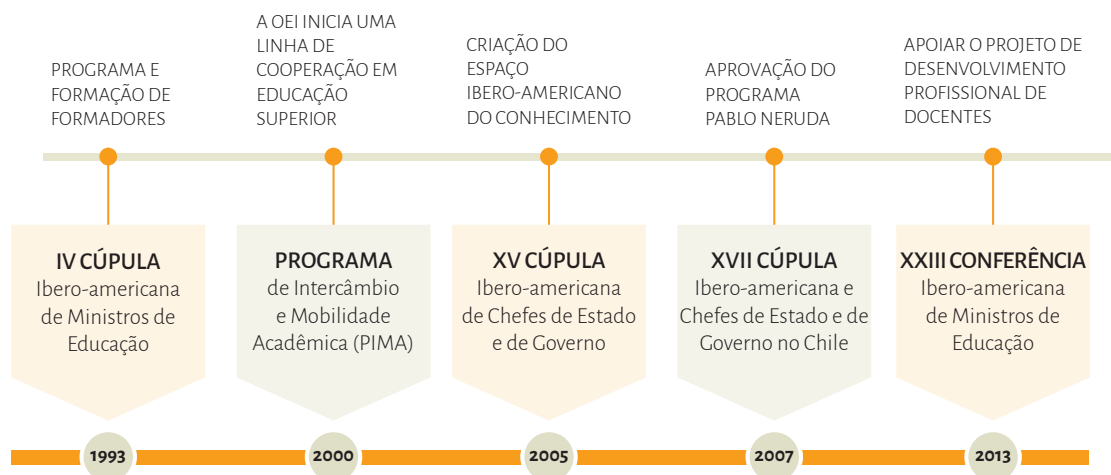 PROGRAMA E
FORMAÇÃO DE
FORMADORES
A OEI INICIA UMA
LINHA DE
COOPERAÇÃO EM
EDUCAÇÃO
SUPERIOR
CRIAÇÃO DO
ESPAÇO
IBERO-AMERICANO
DO CONHECIMENTO
APROVAÇÃO DO
PROGRAMA
PABLO NERUDA
APOIAR O PROJETO DE
DESENVOLVIMENTO
PROFISSIONAL DE
DOCENTES
IV CÚPULA
Ibero-americana
de Ministros de
Educação
PROGRAMA
de Intercâmbio
e Mobilidade
Acadêmica (PIMA)
XV CÚPULA
Ibero-americana
de Chefes de Estado
e de Governo
XVII CÚPULA
Ibero-americana e
Chefes de Estado e de
Governo no Chile
XXIII CONFERÊNCIA
Ibero-americana
de Ministros de
Educação
1993
2000
2005
2007
2013